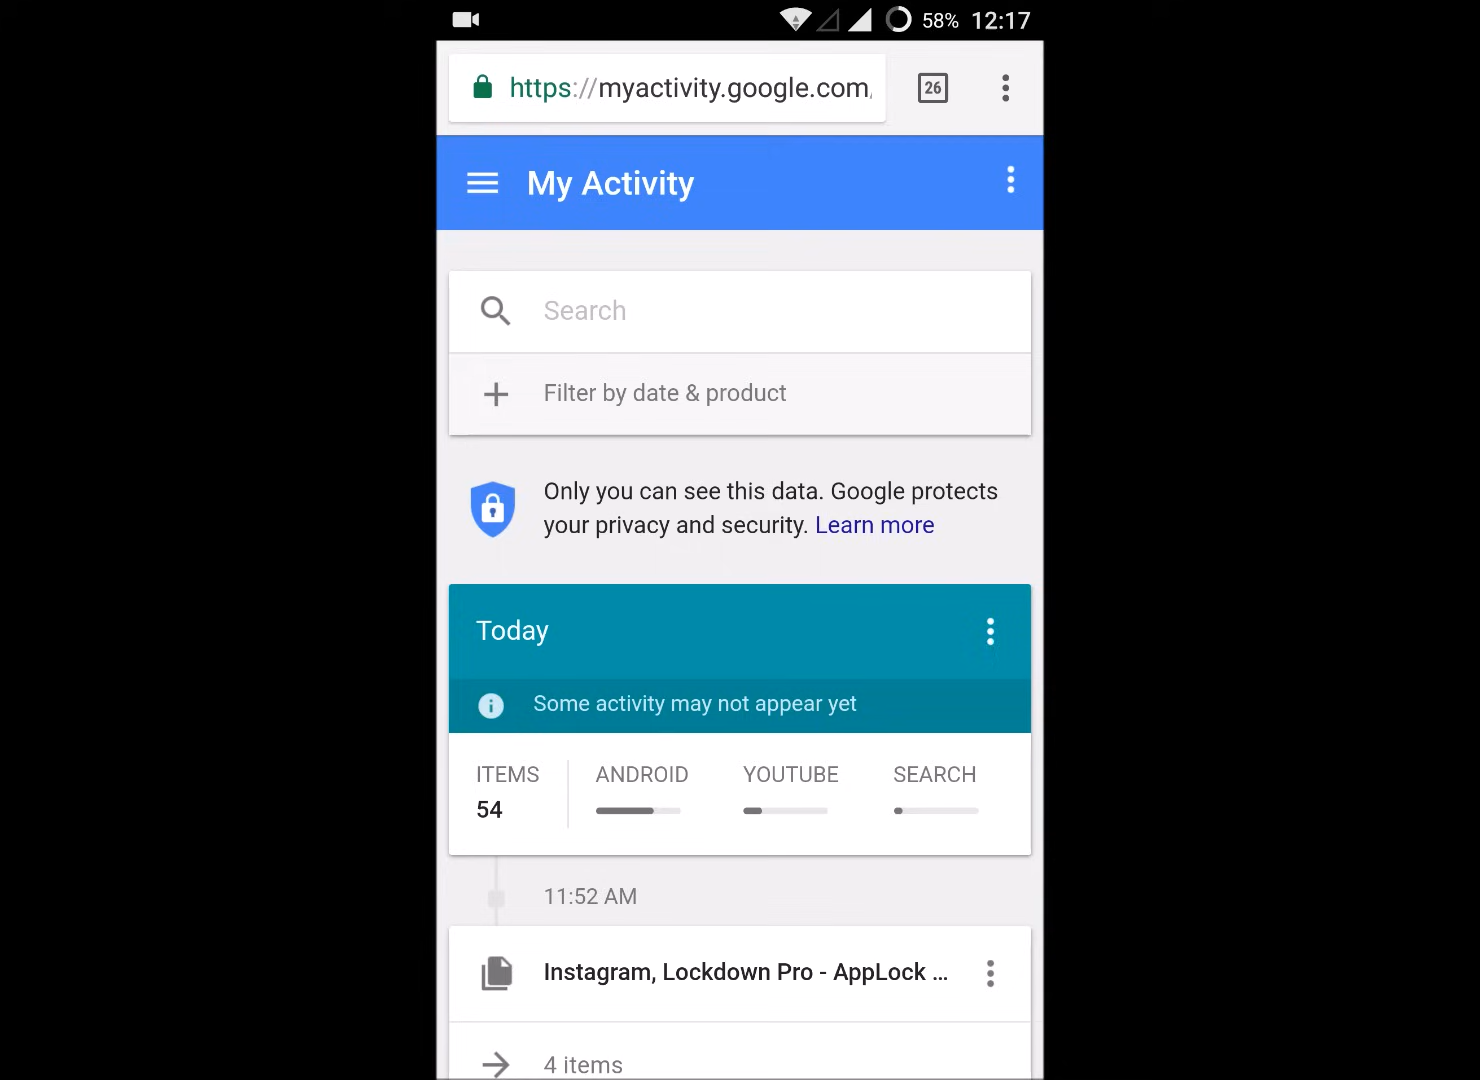 58% 12:17
https://myactivity.google.com/
26
My Activity
Search
Filter by date & product
Only you can see this data. Google protects
your privacy and security. Learn more
Today
Some activity may not appear yet
ITEMS ANDROID YOUTUBE SEARCH
54
11:52 AM
Instagram, Lockdown Pro - AppLock ...
4 items